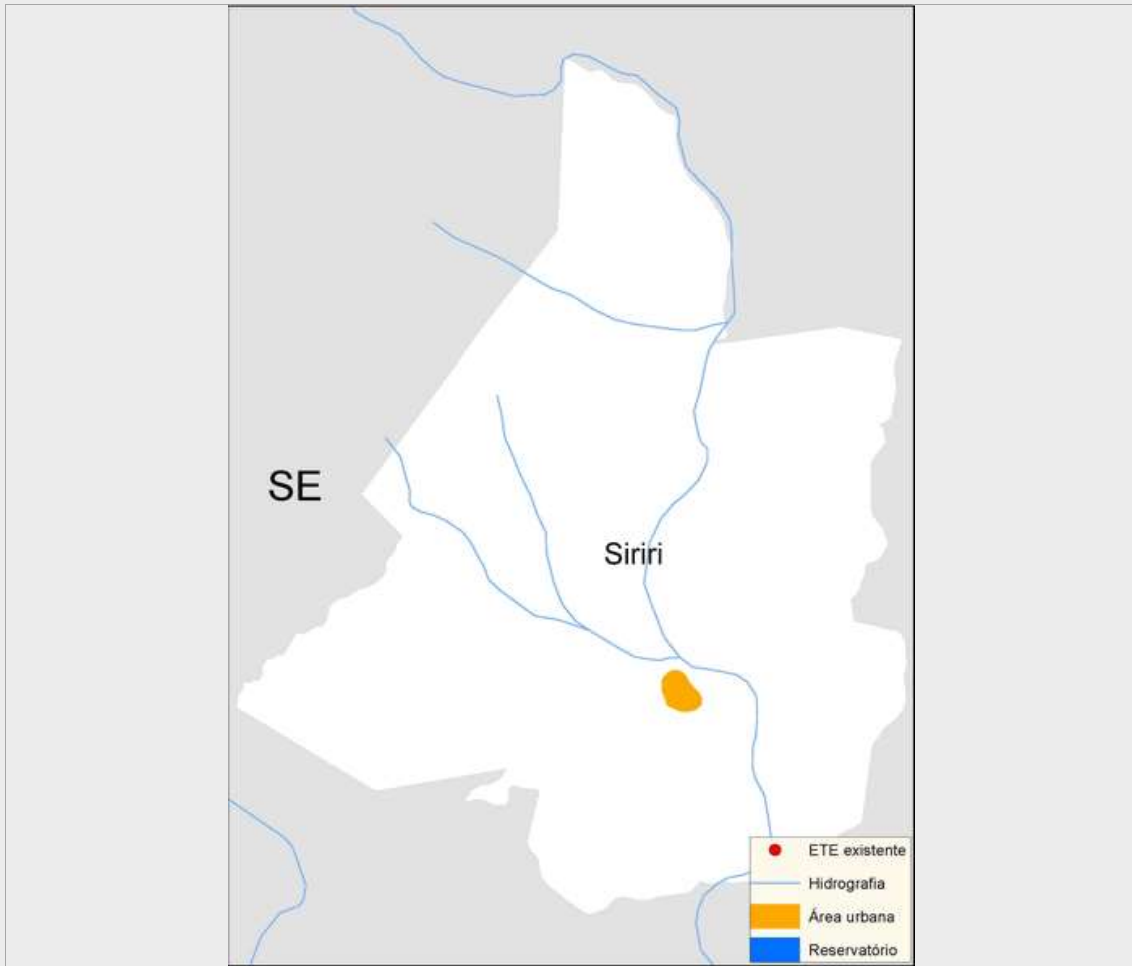 SE
Siriri
ETE existente
Hidrografia
Área urbana
Reservatório